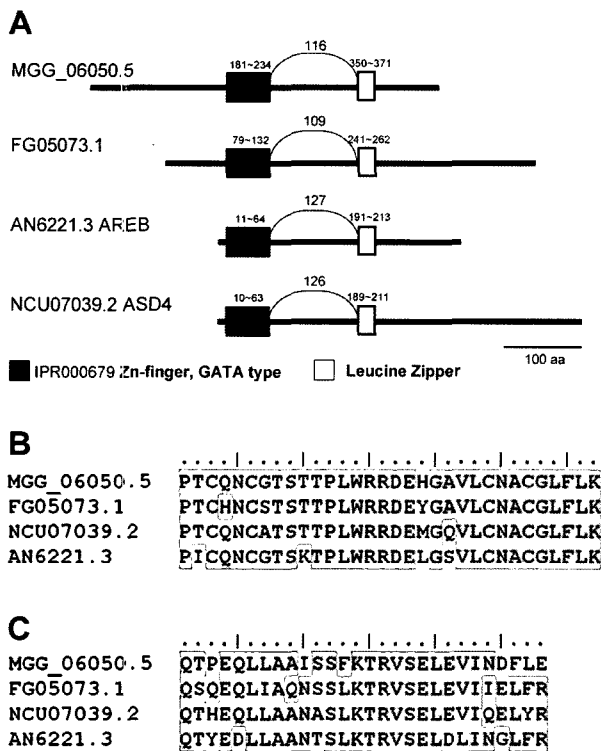 A
116
MGG_06050.5
181~234
350~371
109
FG05073.1
79~132
241~262
127
AN6221.3 AREB
11~64
191~213
126
NCU07039.2 ASD4
10~63
189~211
100 aa
IPR000679 Zn-finger, GATA type
Leucine Zipper
B
MGG_06050.5 PTCQNCGTSTTPLWRRDEHGAVLCNACGLFLK
FG05073.1 PTCHNCSTSTTPLWRRDEYGAVLCNACGLFLK
NCU07039.2 PTCQNCATSTTPLWRRDEMGQVLCNACGLFLK
AN6221.3 PICQNCGTSKTPLWRRDELGSVLCNACGLFLK
C
MGG_06050.5 QTPEQLLAAISSFKTRVSELEVINDFLE
FG05073.1 QSQEQLIAQNSSLKTRVSELEVIIELFR
NCU07039.2 QTHEQLLAANASLKTRVSELEVIQELYR
AN6221.3 QTYEDLLAANTSLKTRVSELDLINGLFR